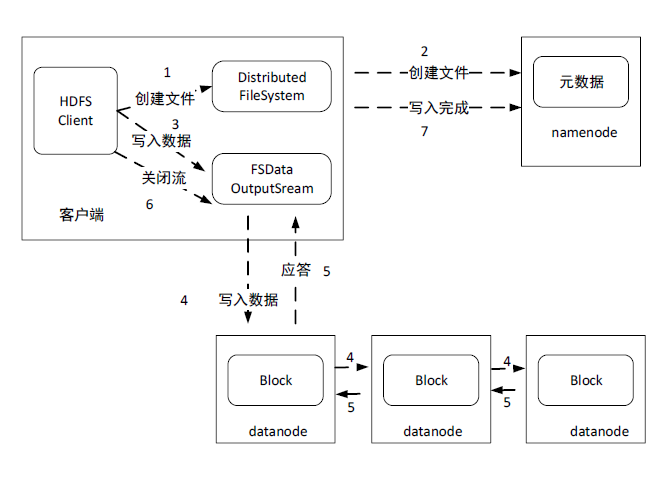 1
2
HDFS
Client
创建文件
Distributed
FileSystem
创建文件
元数据
3
写入数据
写入完成
7
namenode
关闭流
FSData
OutputSream
6
客户端
应答
5
4
写入数据
4
4
Block
Block
Block
5
5
datanode
datanode
datanode